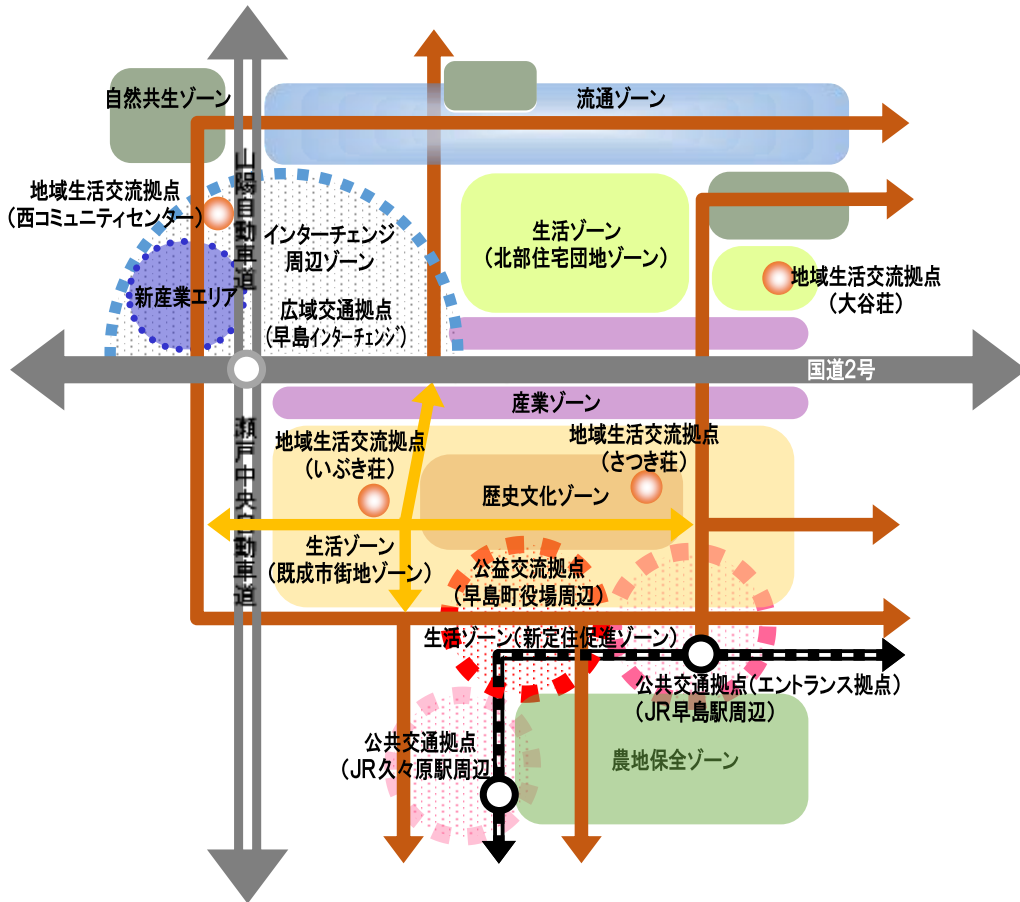 自然共生ゾーン
流通ゾーン
山陽自動車道
地域生活交流拠点
（西コミュニティセンター）
インターチェンジ
周辺ゾーン
生活ゾーン
（北部住宅団地ゾーン）
新産業エリア
広域交通拠点
（早島インターチェンジ）
地域生活交流拠点
（大谷荘）
国道2号
産業ゾーン
瀬戸中央自動車道
地域生活交流拠点
（いぶき荘）
地域生活交流拠点
（さつき荘）
歴史文化ゾーン
生活ゾーン
（既成市街地ゾーン）
公益交流拠点
（早島町役場周辺）
生活ゾーン（新定住促進ゾーン）
公共交通拠点（エントランス拠点）
（JR早島駅周辺）
公共交通拠点
（JR久々原駅周辺）
農地保全ゾーン